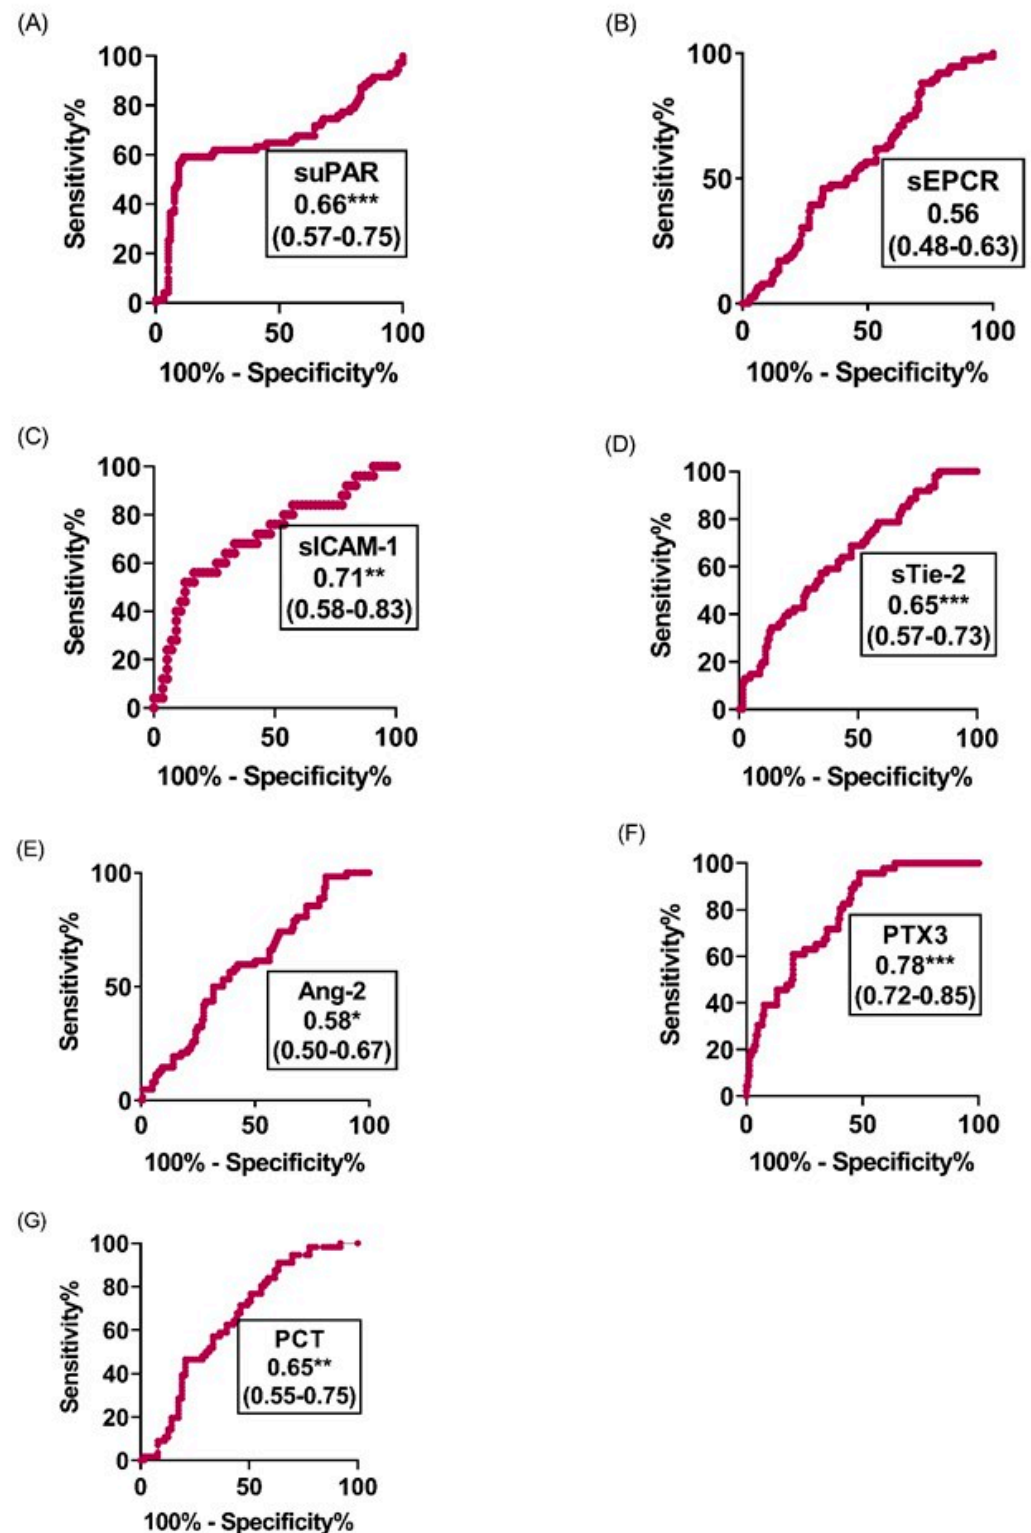 (A)
100
80
60
40
20
0
Sensitivity%
suPAR
0.66***
(0.57-0.75)
0 50 100
100% - Specificity%
(B)
100
50
0
Sensitivity%
sEPCR
0.56
(0.48-0.63)
0 50 100
100% - Specificity%
(C)
100
80
60
40
20
0
Sensitivity%
sICAM-1
0.71**
(0.58-0.83)
0 50 100
100% - Specificity%
(D)
100
80
60
40
20
0
Sensitivity%
sTie-2
0.65***
(0.57-0.73)
0 50 100
100% - Specificity%
(E)
100
50
0
Sensitivity%
Ang-2
0.58*
(0.50-0.67)
0 50 100
100% - Specificity%
(F)
100
80
60
40
20
0
Sensitivity%
PTX3
0.78***
(0.72-0.85)
0 50 100
100% - Specificity%
(G)
100
80
60
40
20
0
Sensitivity%
PCT
0.65**
(0.55-0.75)
0 50 100
100% - Specificity%